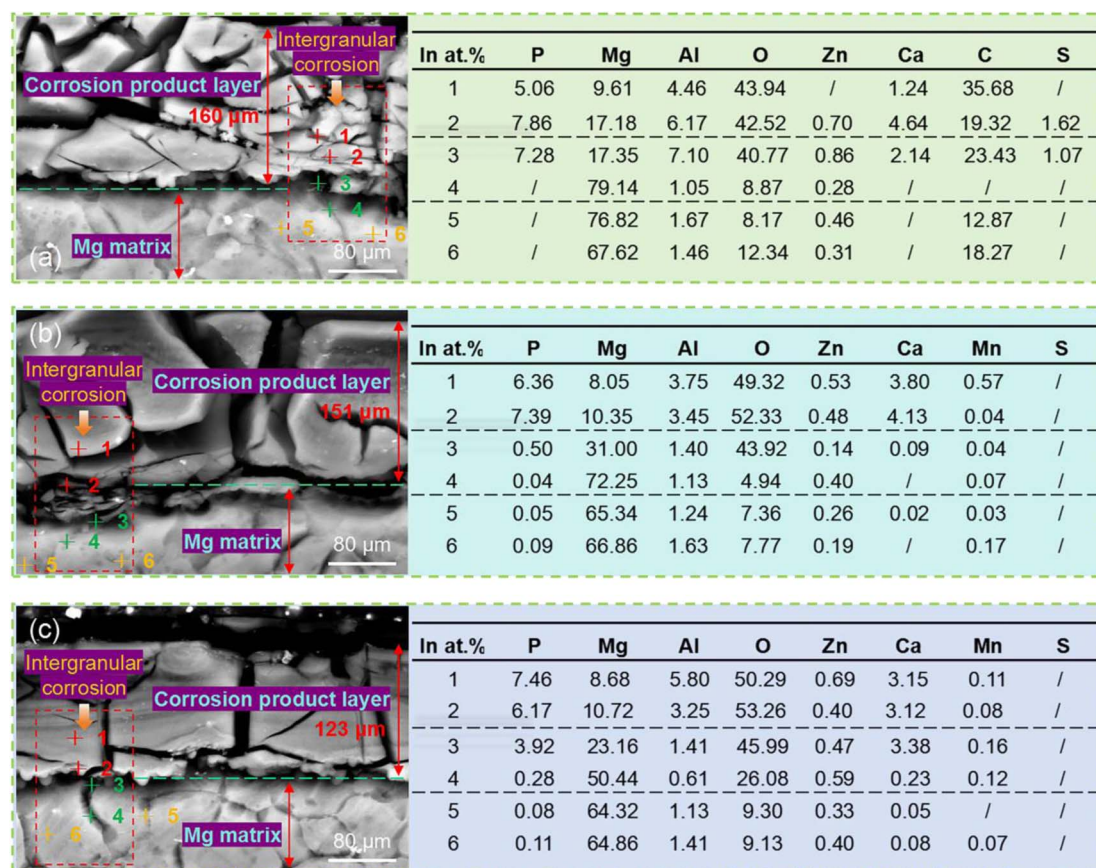 Intergranular
corrosion
Corrosion product layer
160 μm
1
2
3
4
5
6
Mg matrix
80 μm
(a)
In at.% P Mg Al O Zn Ca C S
1 5.06 9.61 4.46 43.94 / 1.24 35.68 /
2 7.86 17.18 6.17 42.52 0.70 4.64 19.32 1.62
3 7.28 17.35 7.10 40.77 0.86 2.14 23.43 1.07
4 / 79.14 1.05 8.87 0.28 / / /
5 / 76.82 1.67 8.17 0.46 / 12.87 /
6 / 67.62 1.46 12.34 0.31 / 18.27 /
(b)
Intergranular
corrosion
Corrosion product layer
151 μm
1
2
3
4
5
6
Mg matrix
80 μm
In at.% P Mg Al O Zn Ca Mn S
1 6.36 8.05 3.75 49.32 0.53 3.80 0.57 /
2 7.39 10.35 3.45 52.33 0.48 4.13 0.04 /
3 0.50 31.00 1.40 43.92 0.14 0.09 0.04 /
4 0.04 72.25 1.13 4.94 0.40 / 0.07 /
5 0.05 65.34 1.24 7.36 0.26 0.02 0.03 /
6 0.09 66.86 1.63 7.77 0.19 / 0.17 /
(c)
Intergranular
corrosion
Corrosion product layer
123 μm
1
2
3
4
5
6
Mg matrix
80 μm
In at.% P Mg Al O Zn Ca Mn S
1 7.46 8.68 5.80 50.29 0.69 3.15 0.11 /
2 6.17 10.72 3.25 53.26 0.40 3.12 0.08 /
3 3.92 23.16 1.41 45.99 0.47 3.38 0.16 /
4 0.28 50.44 0.61 26.08 0.59 0.23 0.12 /
5 0.08 64.32 1.13 9.30 0.33 0.05 / /
6 0.11 64.86 1.41 9.13 0.40 0.08 0.07 /